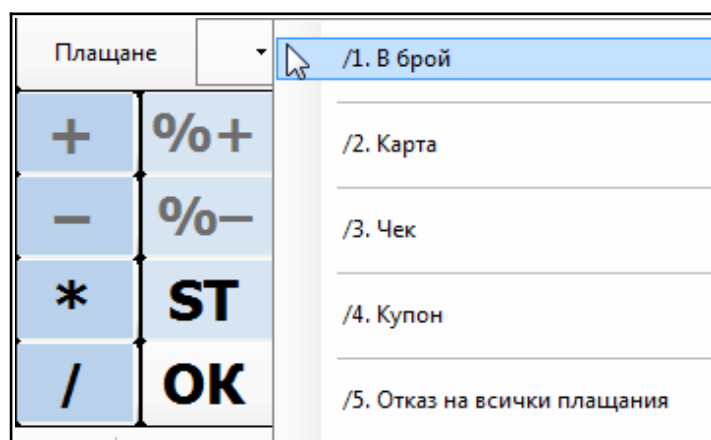 Плащане
/1. В брой
/2. Карта
/3. Чек
/4. Купон
/5. Отказ на всички плащания
+ %+
− %−
* ST
/ OK